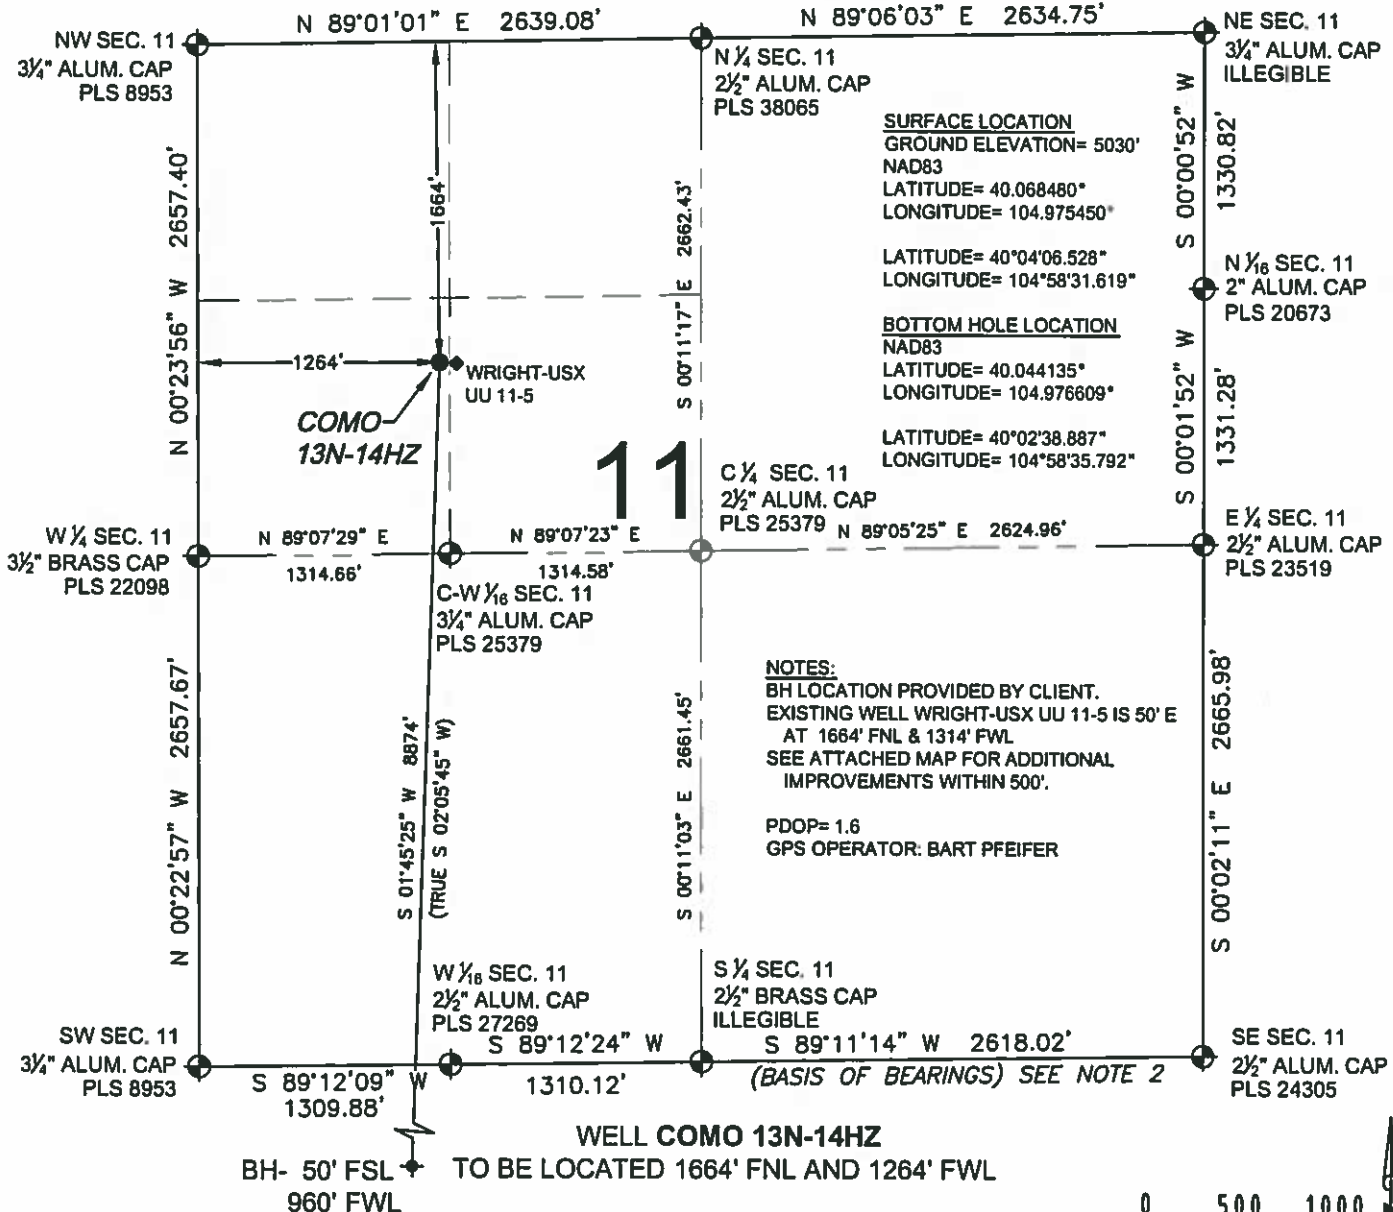 N 89°01'01" E 2639.08'
N 89°06'03" E 2634.75'
NW SEC. 11
3¼" ALUM. CAP
PLS 8953
N ¼ SEC. 11
2½" ALUM. CAP
PLS 38065
NE SEC. 11
3¼" ALUM. CAP
ILLEGIBLE
SURFACE LOCATION
GROUND ELEVATION= 5030'
NAD83
LATITUDE= 40.068480°
LONGITUDE= 104.975450°
LATITUDE= 40°04'06.528"
LONGITUDE= 104°58'31.619"
BOTTOM HOLE LOCATION
NAD83
LATITUDE= 40.044135°
LONGITUDE= 104.976609°
LATITUDE= 40°02'38.887"
LONGITUDE= 104°58'35.792"
N 00°23'56" W 2657.40'
1664'
S 00°11'17" E 2662.43'
S 00°00'52" W
1330.82'
N 1/16 SEC. 11
2" ALUM. CAP
PLS 20673
S 00°01'52" W
1331.28'
1264'
WRIGHT-USX
UU 11-5
COMO
13N-14HZ
11
C ¼ SEC. 11
2½" ALUM. CAP
PLS 25379
W ¼ SEC. 11
3½" BRASS CAP
PLS 22098
N 89°07'29" E
1314.66'
N 89°07'23" E
1314.58'
N 89°05'25" E 2624.96'
E ¼ SEC. 11
2½" ALUM. CAP
PLS 23519
C-W 1/16 SEC. 11
3¼" ALUM. CAP
PLS 25379
N 00°22'57" W 2657.67'
S 01°45'25" W 8874'
(TRUE S 02°05'45" W)
S 00°11'03" E 2661.45'
NOTES:
BH LOCATION PROVIDED BY CLIENT.
EXISTING WELL WRIGHT-USX UU 11-5 IS 50' E
AT 1664' FNL & 1314' FWL
SEE ATTACHED MAP FOR ADDITIONAL
IMPROVEMENTS WITHIN 500'.
PDOP= 1.6
GPS OPERATOR: BART PFEIFER
S 00°02'11" E 2665.98'
W 1/16 SEC. 11
2½" ALUM. CAP
PLS 27269
S ¼ SEC. 11
2½" BRASS CAP
ILLEGIBLE
SW SEC. 11
3¼" ALUM. CAP
PLS 8953
S 89°12'09" W
1309.88'
S 89°12'24" W
1310.12'
S 89°11'14" W 2618.02'
(BASIS OF BEARINGS) SEE NOTE 2
SE SEC. 11
2½" ALUM. CAP
PLS 24305
WELL COMO 13N-14HZ
TO BE LOCATED 1664' FNL AND 1264' FWL
BH- 50' FSL
960' FWL
0 500 1000